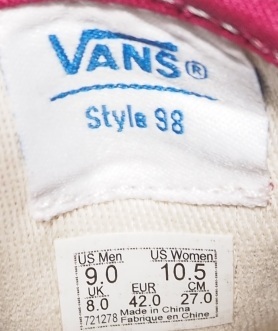 VANS®
Style 98
US Men US Women
9.0 10.5
UK EUR CM
8.0 42.0 27.0
721278 Made in China
Fabrique en Chine